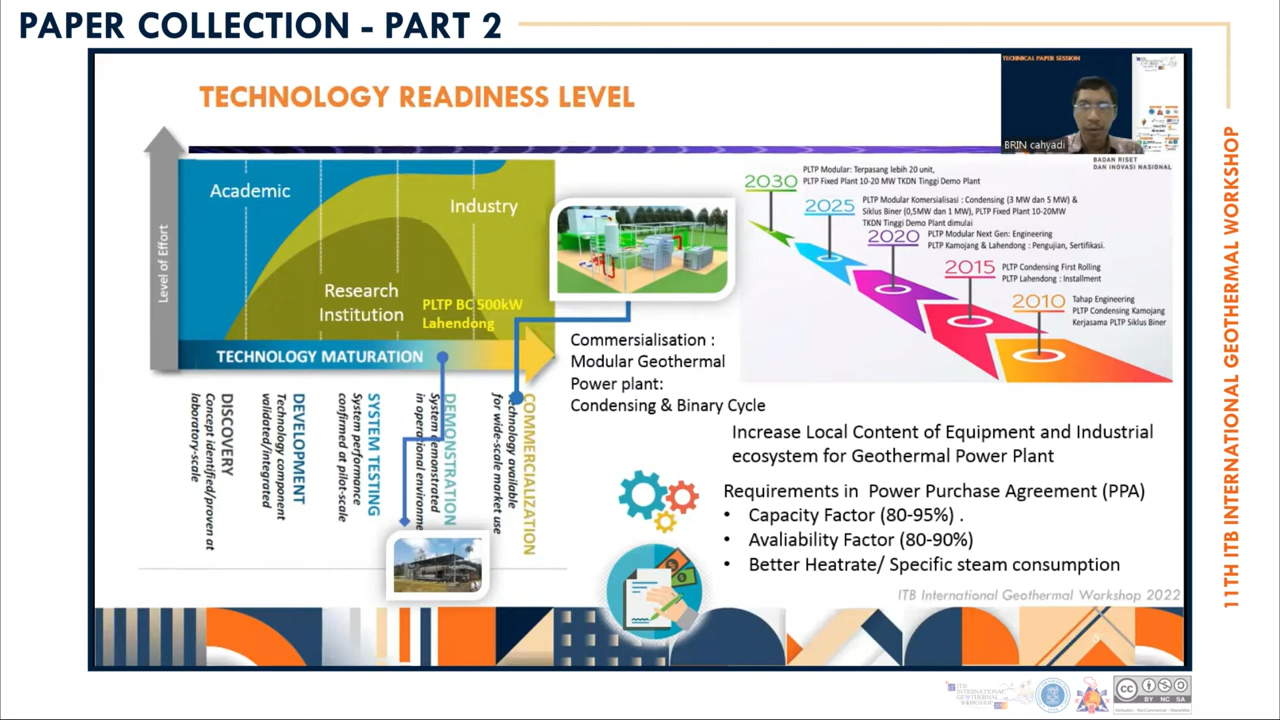 PAPER COLLECTION - PART 2
TECHNOLOGY READINESS LEVEL
TECHNICAL PAPER SESSION
BRIN cahyadi
BADAN RISET
DAN INOVASI NASIONAL
Level of Effort
Academic
Industry
Research
Institution
PLTP BC 500kW
Lahendong
TECHNOLOGY MATURATION
DISCOVERY
Concept identified/proven at
laboratory-scale
DEVELOPMENT
Technology component
validated/integrated
SYSTEM TESTING
System performance
confirmed at pilot-scale
DEMONSTRATION
System demonstrated
in operational environme
COMMERCIALIZATION
Technology available
for wide-scale market use
Commersialisation :
Modular Geothermal
Power plant:
Condensing & Binary Cycle
2030
PLTP Modular: Terpasang lebih 20 unit,
PLTP Fixed Plant 10-20 MW TKDN Tinggi Demo Plant
2025
PLTP Modular Komersialisasi : Condensing (3 MW dan 5 MW) &
Siklus Biner (0,5MW dan 1 MW), PLTP Fixed Plant 10-20MW
TKDN Tinggi Demo Plant dimulai
2020
PLTP Modular Next Gen: Engineering
PLTP Kamojang & Lahendong : Pengujian, Sertifikasi.
2015
PLTP Condensing First Rolling
PLTP Lahendong : Installment
2010
Tahap Engineering
PLTP Condensing Kamojang
Kerjasama PLTP Siklus Biner
Increase Local Content of Equipment and Industrial
ecosystem for Geothermal Power Plant
Requirements in Power Purchase Agreement (PPA)
• Capacity Factor (80-95%) .
• Avaliability Factor (80-90%)
• Better Heatrate/ Specific steam consumption
ITB International Geothermal Workshop 2022
11TH ITB INTERNATIONAL GEOTHERMAL WORKSHOP
ITB
INTERNATIONAL
GEOTHERMAL
WORKSHOP
CC
BY NC SA